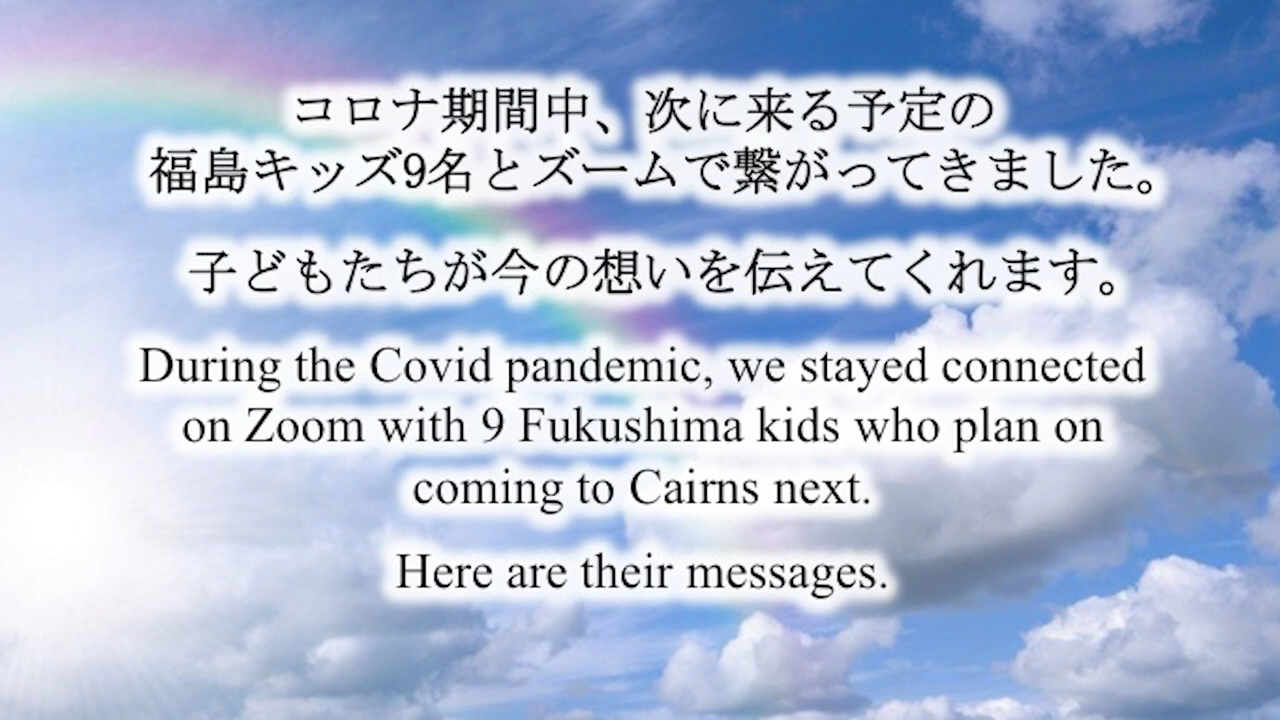 コロナ期間中、次に来る予定の
福島キッズ9名とズームで繋がってきました。
子どもたちが今の想いを伝えてくれます。
During the Covid pandemic, we stayed connected
on Zoom with 9 Fukushima kids who plan on
coming to Cairns next.
Here are their messages.